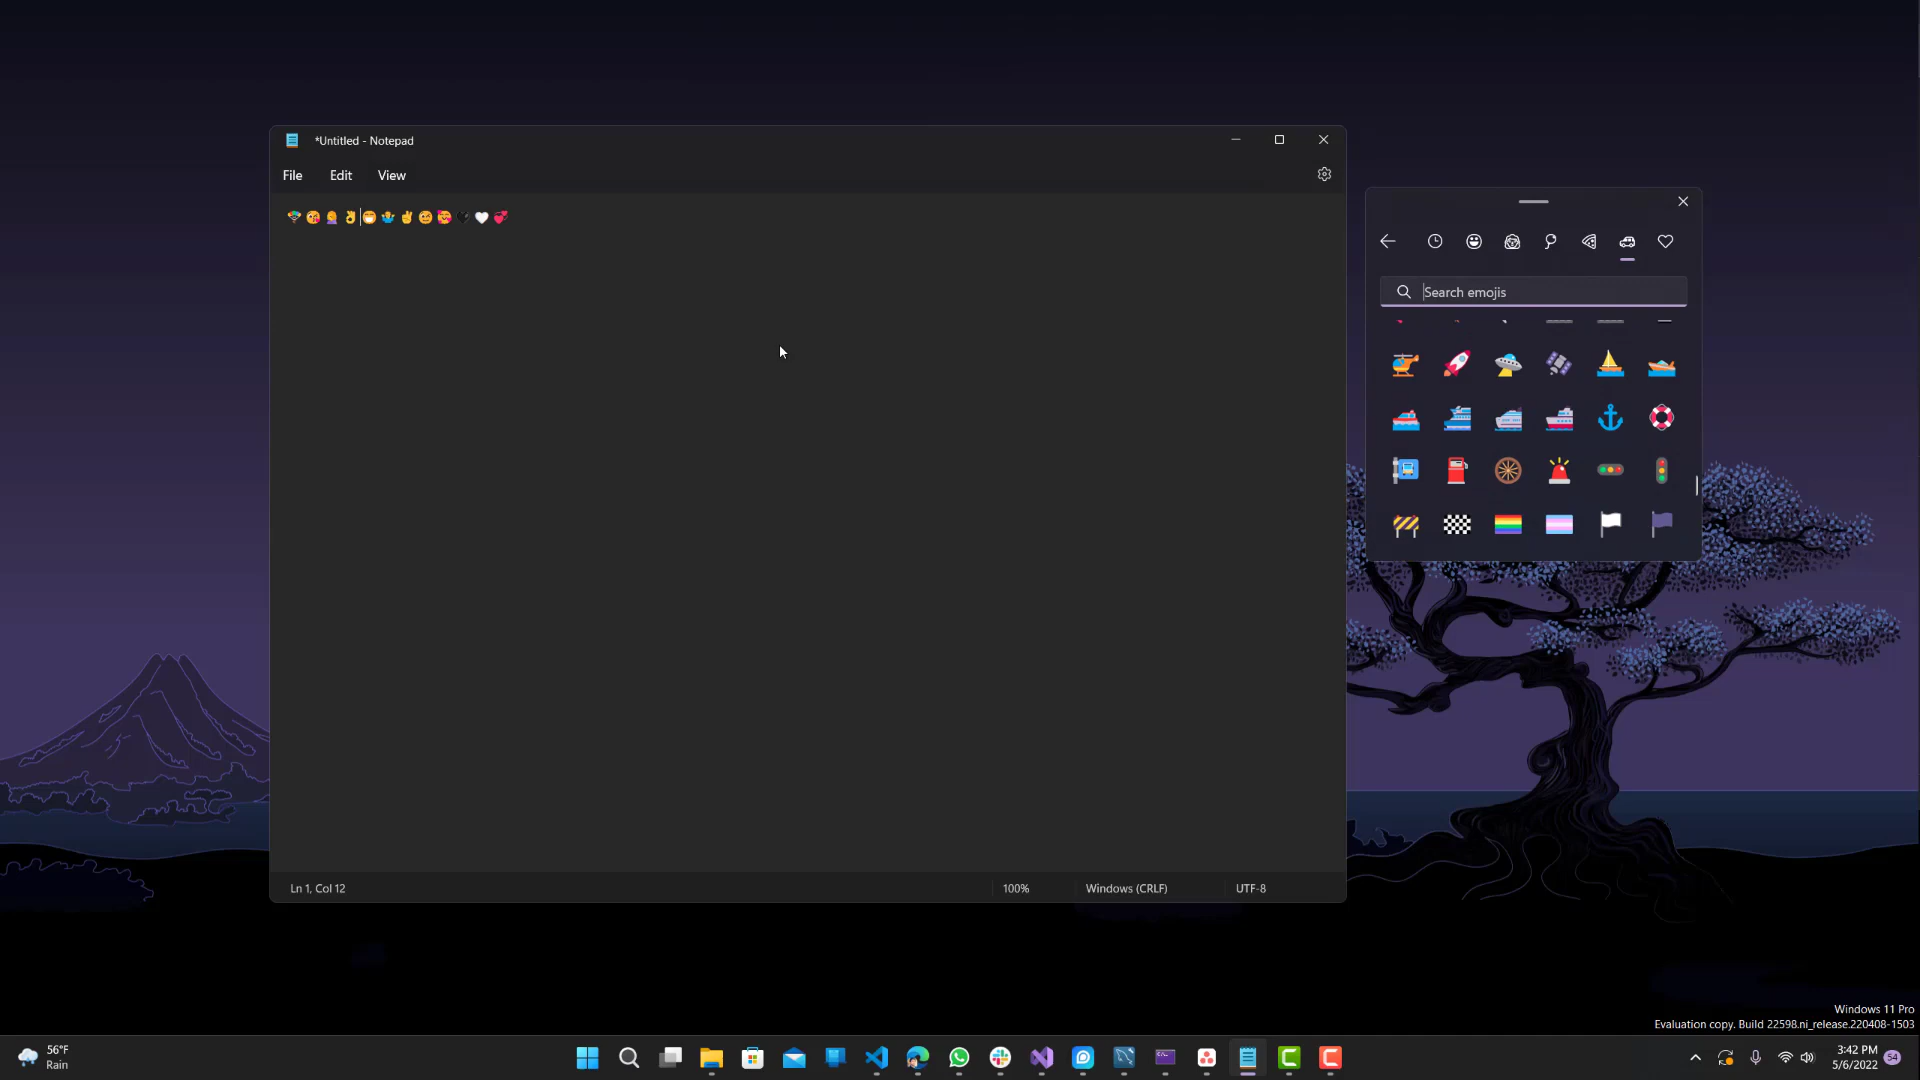 *Untitled - Notepad
File Edit View
Search emojis
Ln 1, Col 12
100%
Windows (CRLF)
UTF-8
Windows 11 Pro
Evaluation copy. Build 22598.ni_release.220408-1503
56°F
Rain
3:42 PM
5/6/2022
54